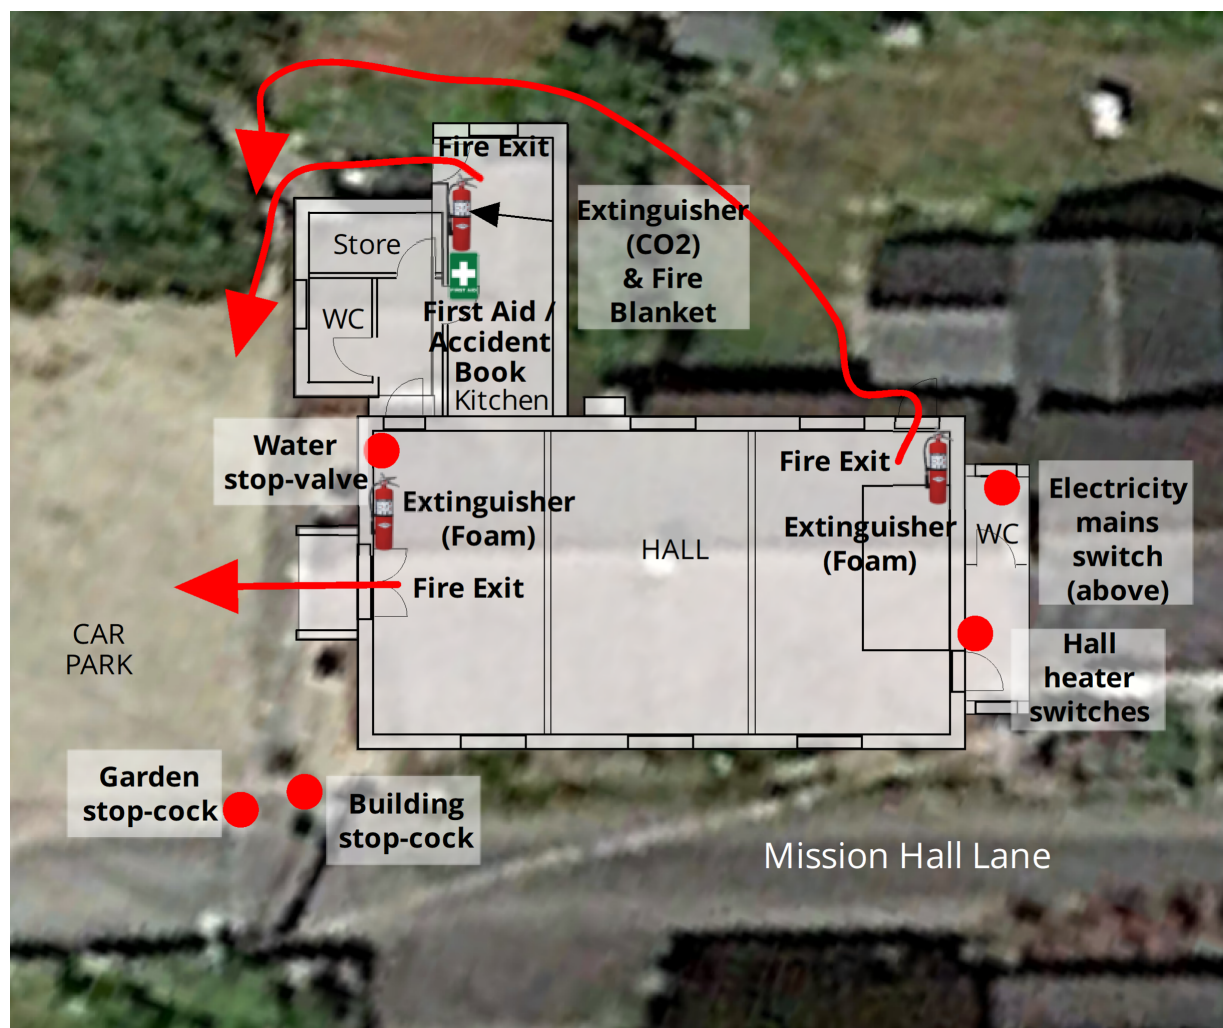 Fire Exit
Extinguisher
(CO2)
& Fire
Blanket
Store
FIRST AID
WC
First Aid /
Accident
Book
Kitchen
Water
stop-valve
Extinguisher
(Foam)
Fire Exit
HALL
Fire Exit
Extinguisher
(Foam)
WC
Electricity
mains
switch
(above)
CAR
PARK
Hall
heater
switches
Garden
stop-cock
Building
stop-cock
Mission Hall Lane